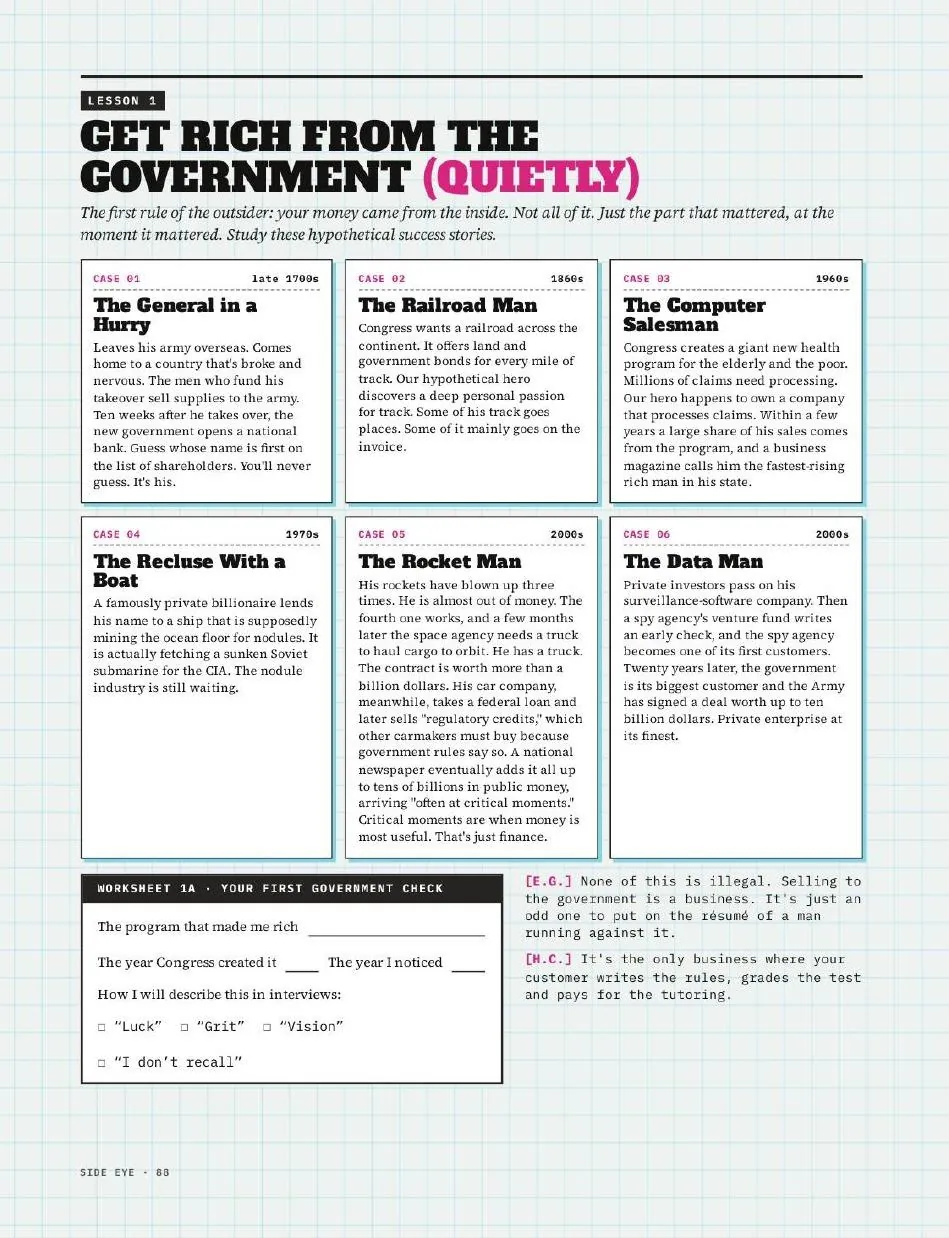 LESSON 1
GET RICH FROM THE
GOVERNMENT (QUIETLY)
The first rule of the outsider: your money came from the inside. Not all of it. Just the part that mattered, at the
moment it mattered. Study these hypothetical success stories.
CASE 01 late 1700s
The General in a
Hurry
Leaves his army overseas. Comes
home to a country that's broke and
nervous. The men who fund his
takeover sell supplies to the army.
Ten weeks after he takes over, the
new government opens a national
bank. Guess whose name is first on
the list of shareholders. You'll never
guess. It's his.
CASE 02 1860s
The Railroad Man
Congress wants a railroad across the
continent. It offers land and
government bonds for every mile of
track. Our hypothetical hero
discovers a deep personal passion
for track. Some of his track goes
places. Some of it mainly goes on the
invoice.
CASE 03 1960s
The Computer
Salesman
Congress creates a giant new health
program for the elderly and the poor.
Millions of claims need processing.
Our hero happens to own a company
that processes claims. Within a few
years a large share of his sales comes
from the program, and a business
magazine calls him the fastest-rising
rich man in his state.
CASE 04 1970s
The Recluse With a
Boat
A famously private billionaire lends
his name to a ship that is supposedly
mining the ocean floor for nodules. It
is actually fetching a sunken Soviet
submarine for the CIA. The nodule
industry is still waiting.
CASE 05 2000s
The Rocket Man
His rockets have blown up three
times. He is almost out of money. The
fourth one works, and a few months
later the space agency needs a truck
to haul cargo to orbit. He has a truck.
The contract is worth more than a
billion dollars. His car company,
meanwhile, takes a federal loan and
later sells "regulatory credits," which
other carmakers must buy because
government rules say so. A national
newspaper eventually adds it all up
to tens of billions in public money,
arriving "often at critical moments."
Critical moments are when money is
most useful. That's just finance.
CASE 06 2000s
The Data Man
Private investors pass on his
surveillance-software company. Then
a spy agency's venture fund writes
an early check, and the spy agency
becomes one of its first customers.
Twenty years later, the government
is its biggest customer and the Army
has signed a deal worth up to ten
billion dollars. Private enterprise at
its finest.
WORKSHEET 1A · YOUR FIRST GOVERNMENT CHECK
The program that made me rich
The year Congress created it The year I noticed
How I will describe this in interviews:
☐ “Luck” ☐ “Grit” ☐ “Vision”
☐ “I don’t recall”
[E.G.] None of this is illegal. Selling to
the government is a business. It's just an
odd one to put on the résumé of a man
running against it.
[H.C.] It's the only business where your
customer writes the rules, grades the test
and pays for the tutoring.
SIDE EYE · 88